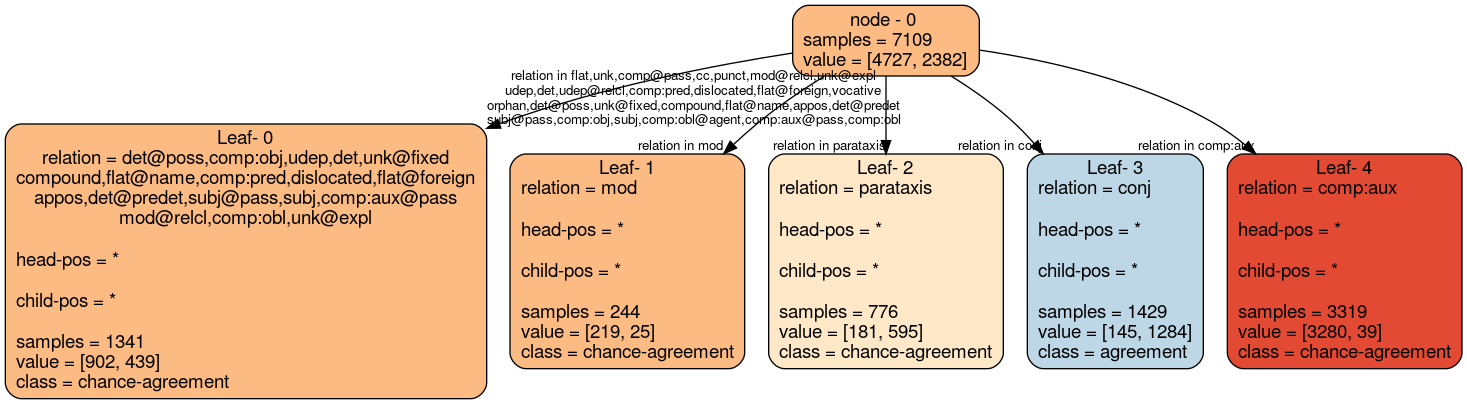 node - 0
samples = 7109
value = [4727, 2382]
relation in flat,unk,comp@pass,cc,punct,mod@relcl,unk@expl
udep,det,udep@relcl,comp:pred,dislocated,flat@foreign,vocative
orphan,det@poss,unk@fixed,compound,flat@name,appos,det@predet
subj@pass,comp:obj,subj,comp:obl@agent,comp:aux@pass,comp:obl
relation in mod
relation in parataxis
relation in conj
relation in comp:aux
Leaf- 0
relation = det@poss,comp:obj,udep,det,unk@fixed
compound,flat@name,comp:pred,dislocated,flat@foreign
appos,det@predet,subj@pass,subj,comp:aux@pass
mod@relcl,comp:obl,unk@expl
head-pos = *
child-pos = *
samples = 1341
value = [902, 439]
class = chance-agreement
Leaf- 1
relation = mod
head-pos = *
child-pos = *
samples = 244
value = [219, 25]
class = chance-agreement
Leaf- 2
relation = parataxis
head-pos = *
child-pos = *
samples = 776
value = [181, 595]
class = chance-agreement
Leaf- 3
relation = conj
head-pos = *
child-pos = *
samples = 1429
value = [145, 1284]
class = agreement
Leaf- 4
relation = comp:aux
head-pos = *
child-pos = *
samples = 3319
value = [3280, 39]
class = chance-agreement